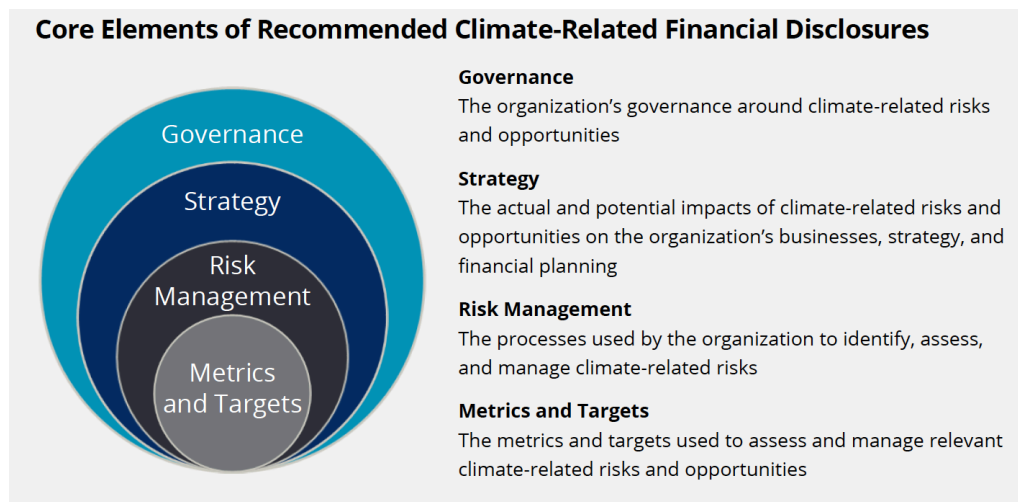 Core Elements of Recommended Climate-Related Financial Disclosures
Governance
Strategy
Risk
Management
Metrics
and Targets
Governance
The organization’s governance around climate-related risks
and opportunities
Strategy
The actual and potential impacts of climate-related risks and
opportunities on the organization’s businesses, strategy, and
financial planning
Risk Management
The processes used by the organization to identify, assess,
and manage climate-related risks
Metrics and Targets
The metrics and targets used to assess and manage relevant
climate-related risks and opportunities